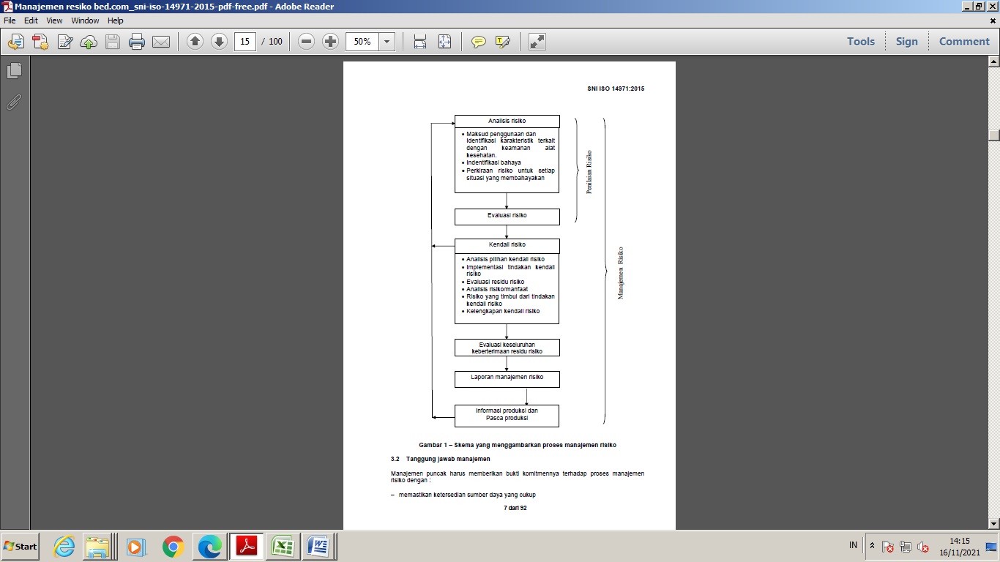 Manajemen resiko bed.com_sni-iso-14971-2015-pdf-free.pdf - Adobe Reader
File Edit View Window Help
15 / 100 50% Tools Sign Comment
SNI ISO 14971:2015
Analisis risiko
• Maksud penggunaan dan
Identifikasi karakteristik terkait
dengan keamanan alat
kesehatan.
• Indentifikasi bahaya
• Perkiraan risiko untuk setiap
situasi yang membahayakan
Evaluasi risiko
Penilaian Risiko
Kendali risiko
• Analisis pilihan kendali risiko
• Implementasi tindakan kendali
risiko
• Evaluasi residu risiko
• Analisis risiko/manfaat
• Risiko yang timbul dari tindakan
kendali risiko
• Kelengkapan kendali risiko
Manajemen Risiko
Evaluasi keseluruhan
keberterimaan residu risiko
Laporan manajemen risiko
Informasi produksi dan
Pasca produksi
Gambar 1 – Skema yang menggambarkan proses manajemen risiko
3.2 Tanggung jawab manajemen
Manajemen puncak harus memberikan bukti komitmennya terhadap proses manajemen
risiko dengan :
– memastikan ketersedian sumber daya yang cukup
7 dari 92
Start
IN
14:15
16/11/2021